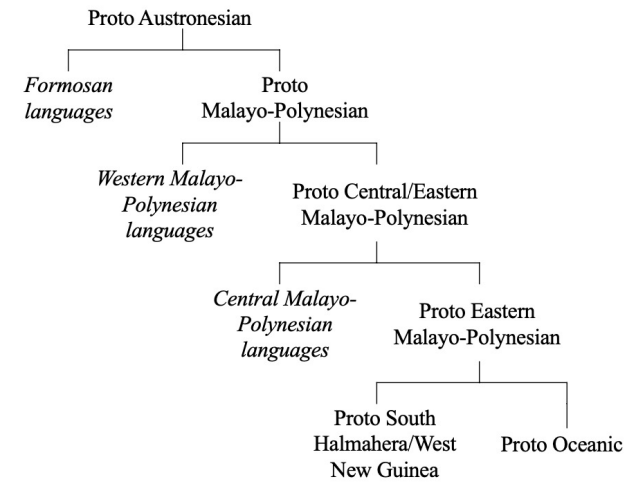 Proto Austronesian
Formosan
languages
Proto
Malayo-Polynesian
Western Malayo-
Polynesian
languages
Proto Central/Eastern
Malayo-Polynesian
Central Malayo-
Polynesian
languages
Proto Eastern
Malayo-Polynesian
Proto South
Halmahera/West
New Guinea
Proto Oceanic